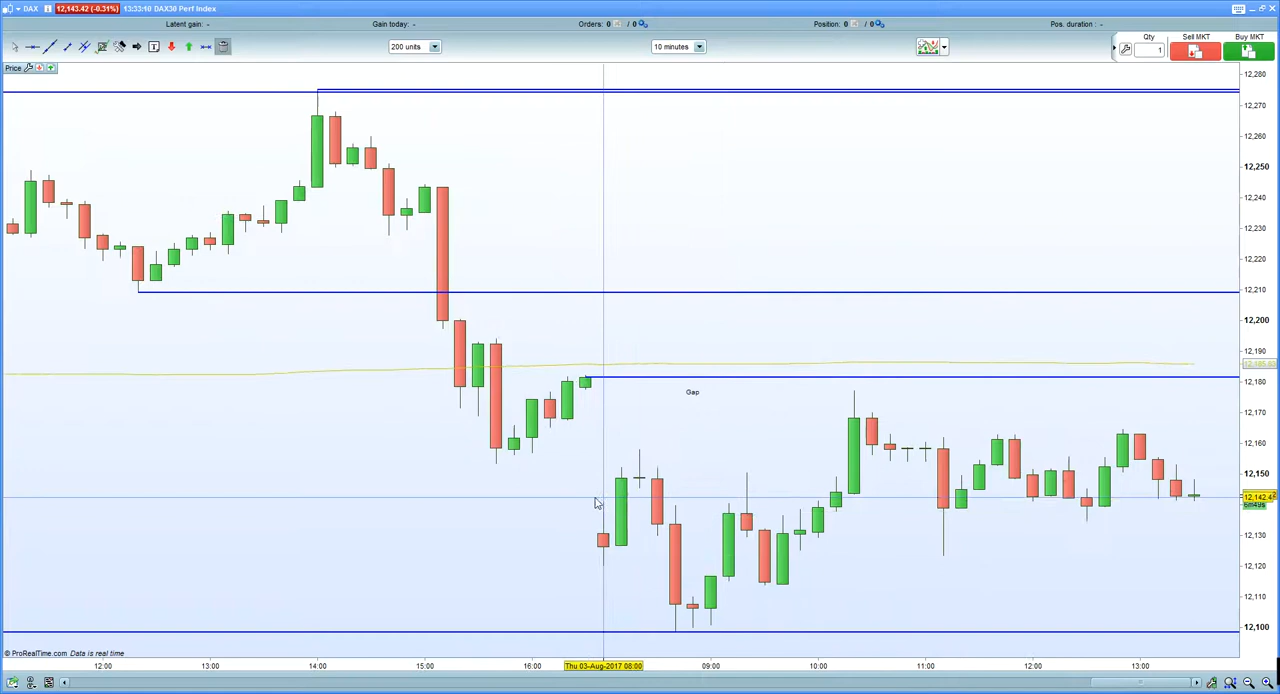 DAX 12,143.42 (-0.31%) 13:33:10 DAX30 Perf Index
Latent gain: - Gain today: - Orders: 0 / 0 Position: 0 / 0 Pos. duration : -
200 units 10 minutes Qty Sell MKT Buy MKT
1
Price
12,280
12,270
12,260
12,250
12,240
12,230
12,220
12,210
12,200
12,190
12,180
Gap
12,170
12,160
12,150
12,142.42
6m49s
12,130
12,120
12,110
12,100
© ProRealTime.com Data is real time
12:00 13:00 14:00 15:00 16:00 Thu 03-Aug-2017 08:00 09:00 10:00 11:00 12:00 13:00